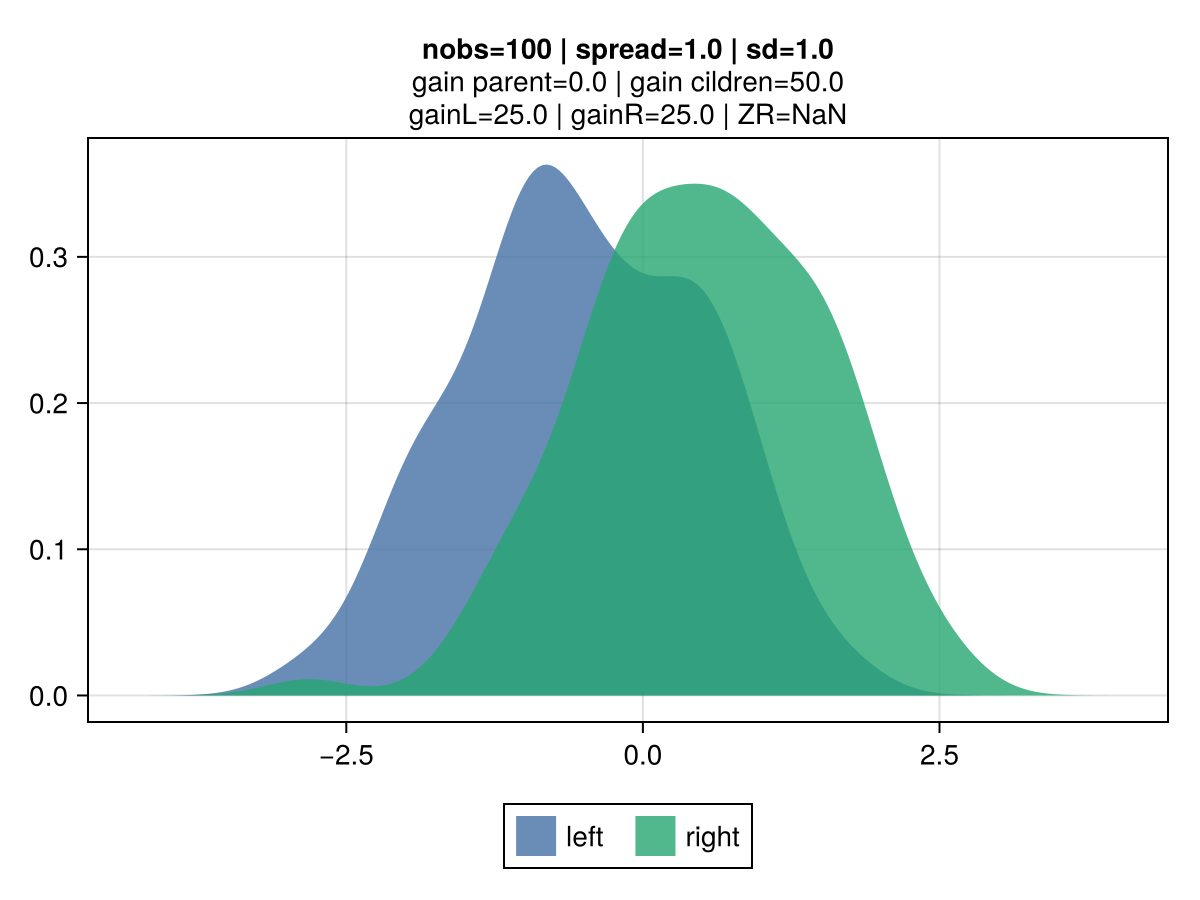 nobs=100 | spread=1.0 | sd=1.0
gain parent=0.0 | gain cildren=50.0
gainL=25.0 | gainR=25.0 | ZR=NaN
0.3
0.2
0.1
0.0
−2.5 0.0 2.5
left right